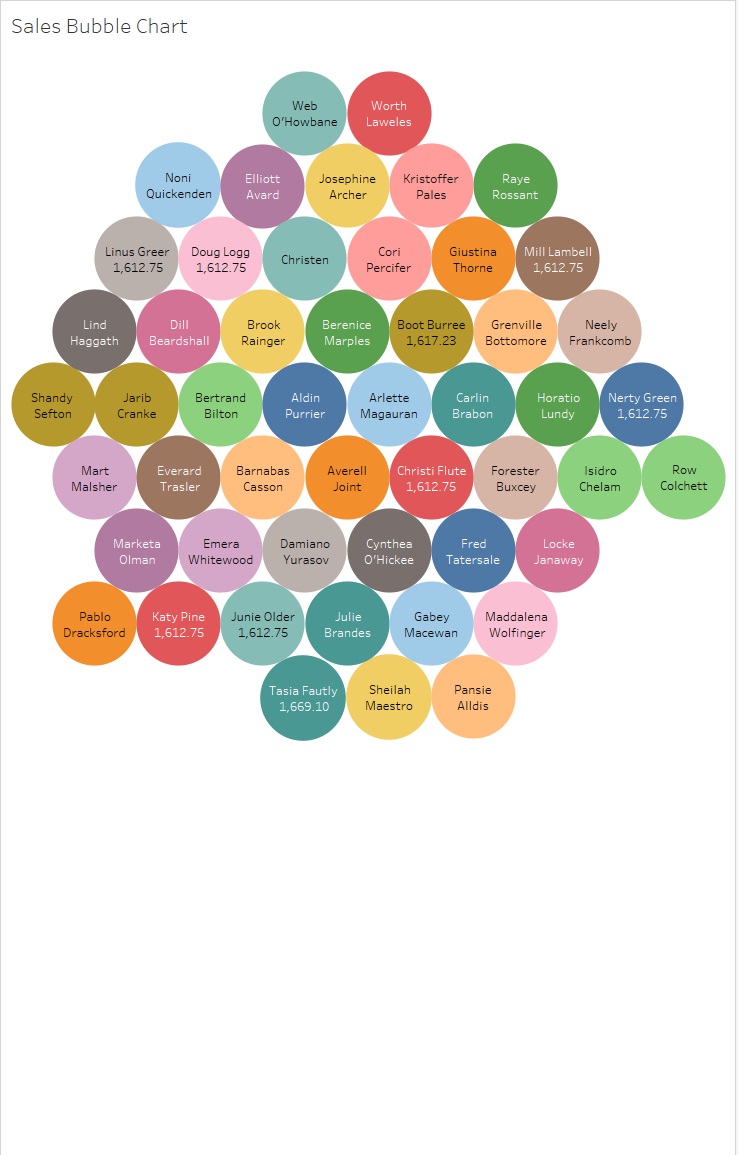 Sales Bubble Chart
Web
O'Howbane
Worth
Laweles
Noni
Quickenden
Elliott
Avard
Josephine
Archer
Kristoffer
Pales
Raye
Rossant
Linus Greer
1,612.75
Doug Logg
1,612.75
Christen
Cori
Percifer
Giustina
Thorne
Mill Lambell
1,612.75
Lind
Haggath
Dill
Beardshall
Brook
Rainger
Berenice
Marples
Boot Burree
1,617.23
Grenville
Bottomore
Neely
Frankcomb
Shandy
Sefton
Jarib
Cranke
Bertrand
Bilton
Aldin
Purrier
Arlette
Magauran
Carlin
Brabon
Horatio
Lundy
Nerty Green
1,612.75
Mart
Malsher
Everard
Trasler
Barnabas
Casson
Averell
Joint
Christi Flute
1,612.75
Forester
Buxcey
Isidro
Chelam
Row
Colchett
Marketa
Olman
Emera
Whitewood
Damiano
Yurasov
Cynthea
O'Hickee
Fred
Tatersale
Locke
Janaway
Pablo
Dracksford
Katy Pine
1,612.75
Junie Older
1,612.75
Julie
Brandes
Gabey
Macewan
Maddalena
Wolfinger
Tasia Fautly
1,669.10
Sheilah
Maestro
Pansie
Alldis